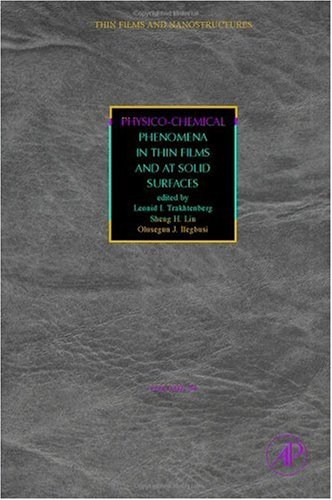 THIN FILMS AND NANOSTRUCTURES
PHYSICO-CHEMICAL
PHENOMENA
IN THIN FILMS
AND AT SOLID
SURFACES
edited by
Leonid I. Trakhtenberg
Sheng H. Lin
Olusegun J. Ilegbusi
AP